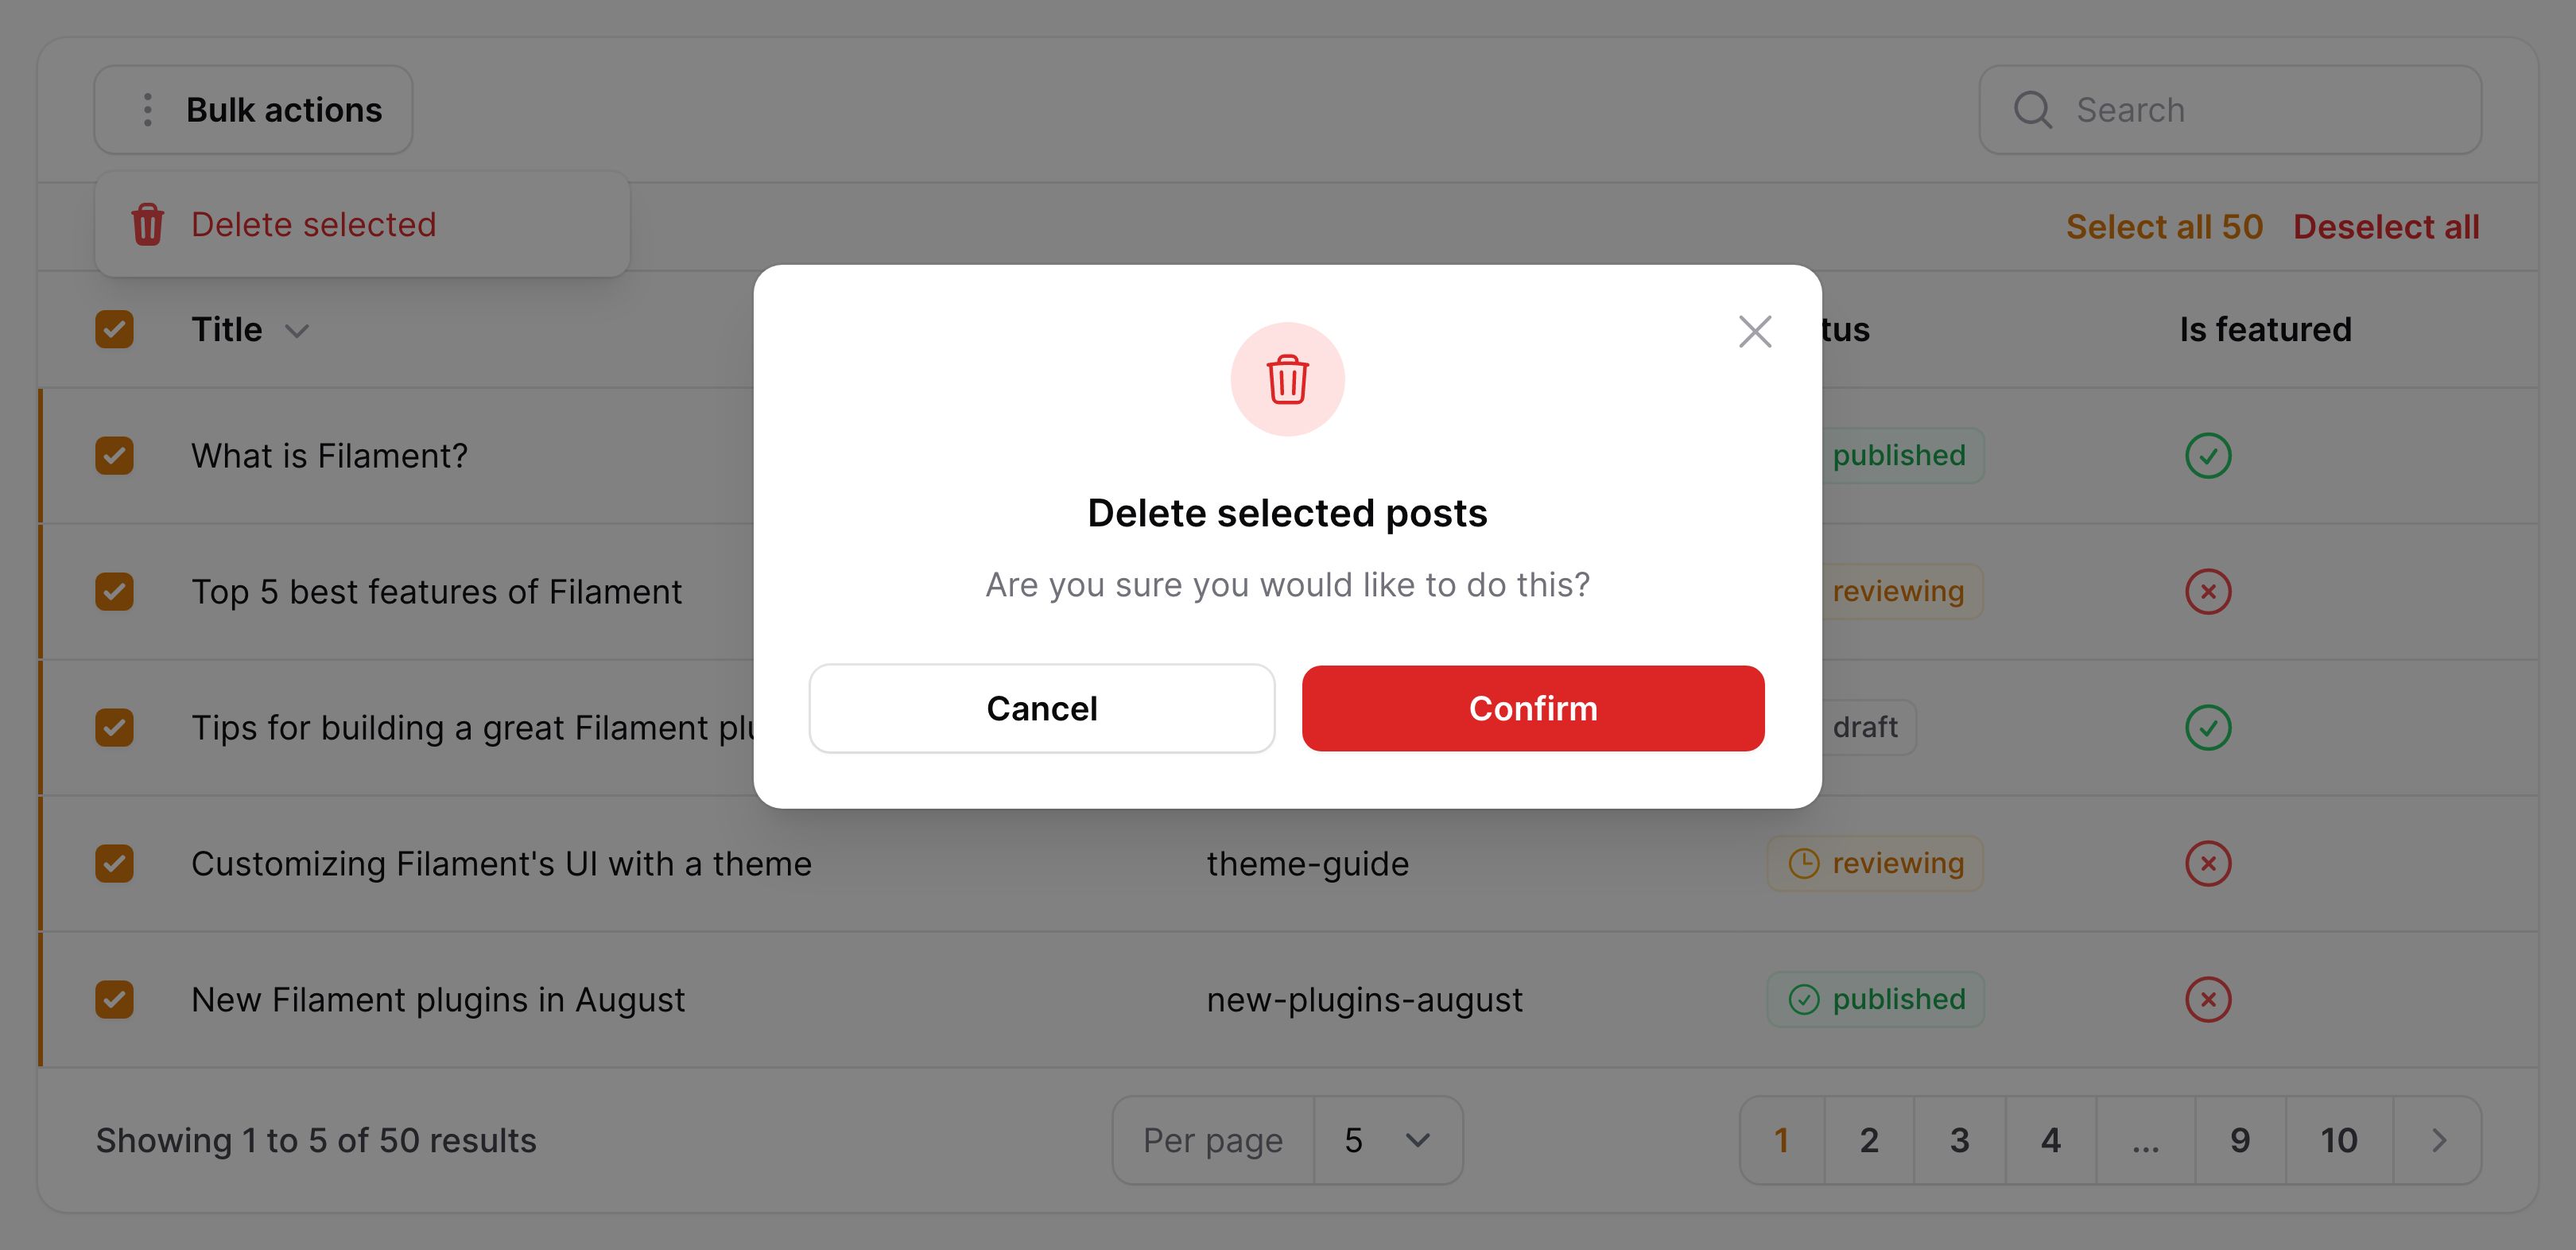 Bulk actions
Search
Delete selected
Select all 50 Deselect all
Title
tus
Is featured
What is Filament?
published
Top 5 best features of Filament
reviewing
Tips for building a great Filament plu
draft
Delete selected posts
Are you sure you would like to do this?
Cancel
Confirm
Customizing Filament's UI with a theme
theme-guide
reviewing
New Filament plugins in August
new-plugins-august
published
Showing 1 to 5 of 50 results
Per page 5
1 2 3 4 ... 9 10